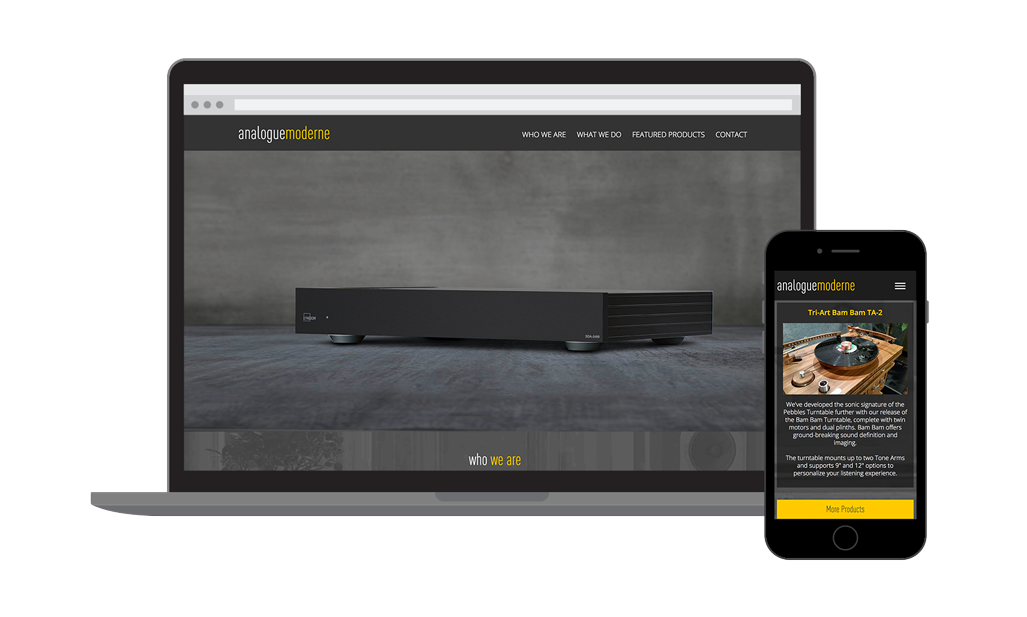 analoguemoderne
WHO WE ARE WHAT WE DO FEATURED PRODUCTS CONTACT
who we are
analoguemoderne
Tri-Art Bam Bam TA-2
We've developed the sonic signature of the
Pebbles Turntable further with our release of
the Bam Bam Turntable, complete with twin
motors and dual plinths. Bam Bam offers
ground-breaking sound definition and
imaging.
The turntable mounts up to two Tone Arms
and supports 9" and 12" options to
personalize your listening experience.
More Products